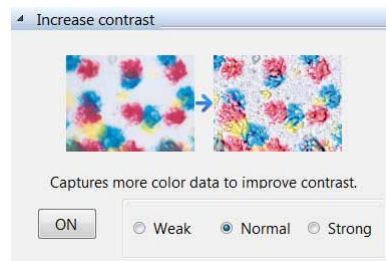 Increase contrast
Captures more color data to improve contrast.
ON
Weak Normal Strong